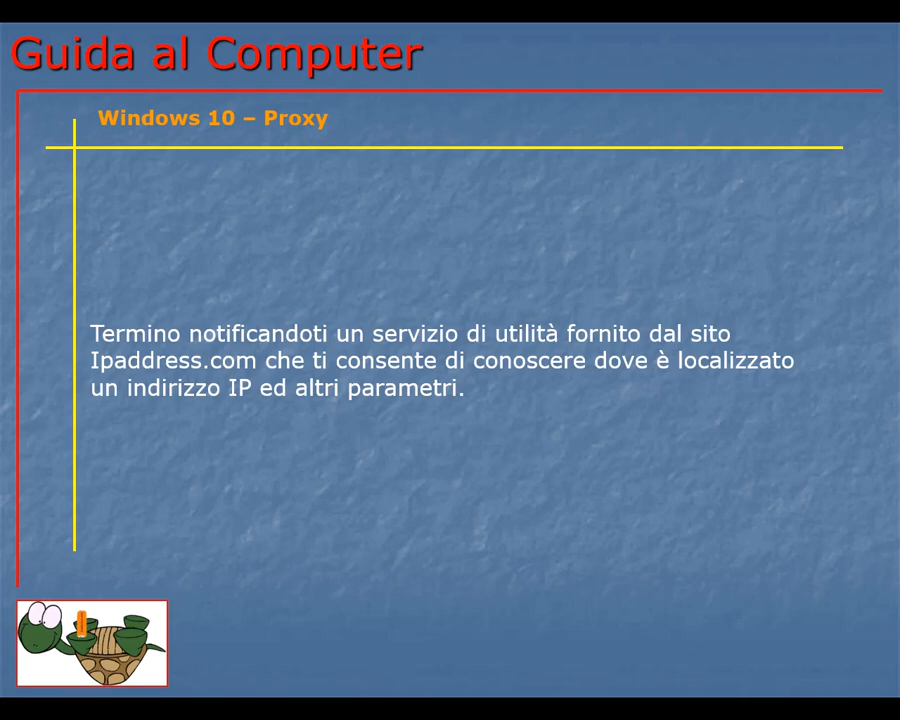 Guida al Computer
Windows 10 – Proxy
Termino notificandoti un servizio di utilità fornito dal sito
Ipaddress.com che ti consente di conoscere dove è localizzato
un indirizzo IP ed altri parametri.